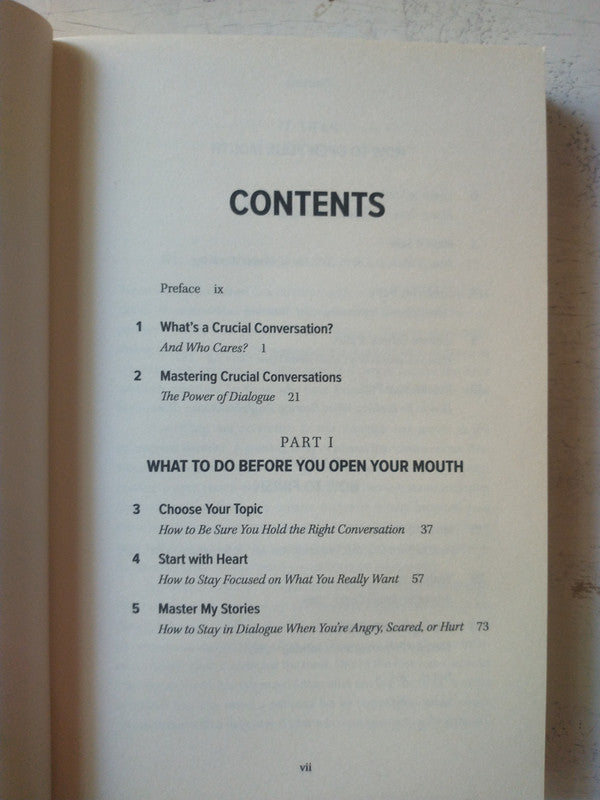 CONTENTS
Preface ix
1 What's a Crucial Conversation?
And Who Cares? 1
2 Mastering Crucial Conversations
The Power of Dialogue 21
PART I
WHAT TO DO BEFORE YOU OPEN YOUR MOUTH
3 Choose Your Topic
How to Be Sure You Hold the Right Conversation 37
4 Start with Heart
How to Stay Focused on What You Really Want 57
5 Master My Stories
How to Stay in Dialogue When You're Angry, Scared, or Hurt 73
vii